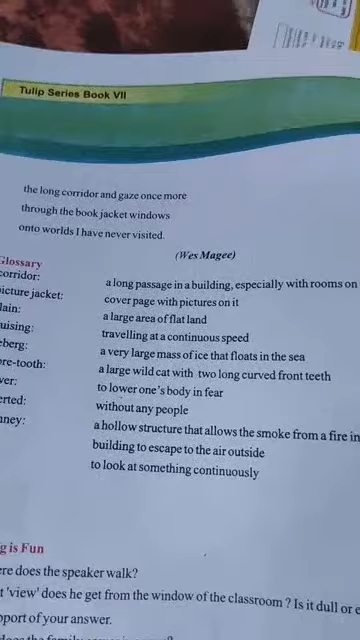 Tulip Series Book VII
the long corridor and gaze once more
through the book jacket windows
onto worlds I have never visited.
(Wes Magee)
Glossary
corridor: a long passage in a building, especially with rooms on
picture jacket: cover page with pictures on it
lain: a large area of flat land
uising: travelling at a continuous speed
eberg: a very large mass of ice that floats in the sea
re-tooth: a large wild cat with two long curved front teeth
ver: to lower one's body in fear
erted: without any people
nney: a hollow structure that allows the smoke from a fire in
building to escape to the air outside
to look at something continuously
g is Fun
ere does the speaker walk?
t 'view' does he get from the window of the classroom ? Is it dull or e
pport of your answer.